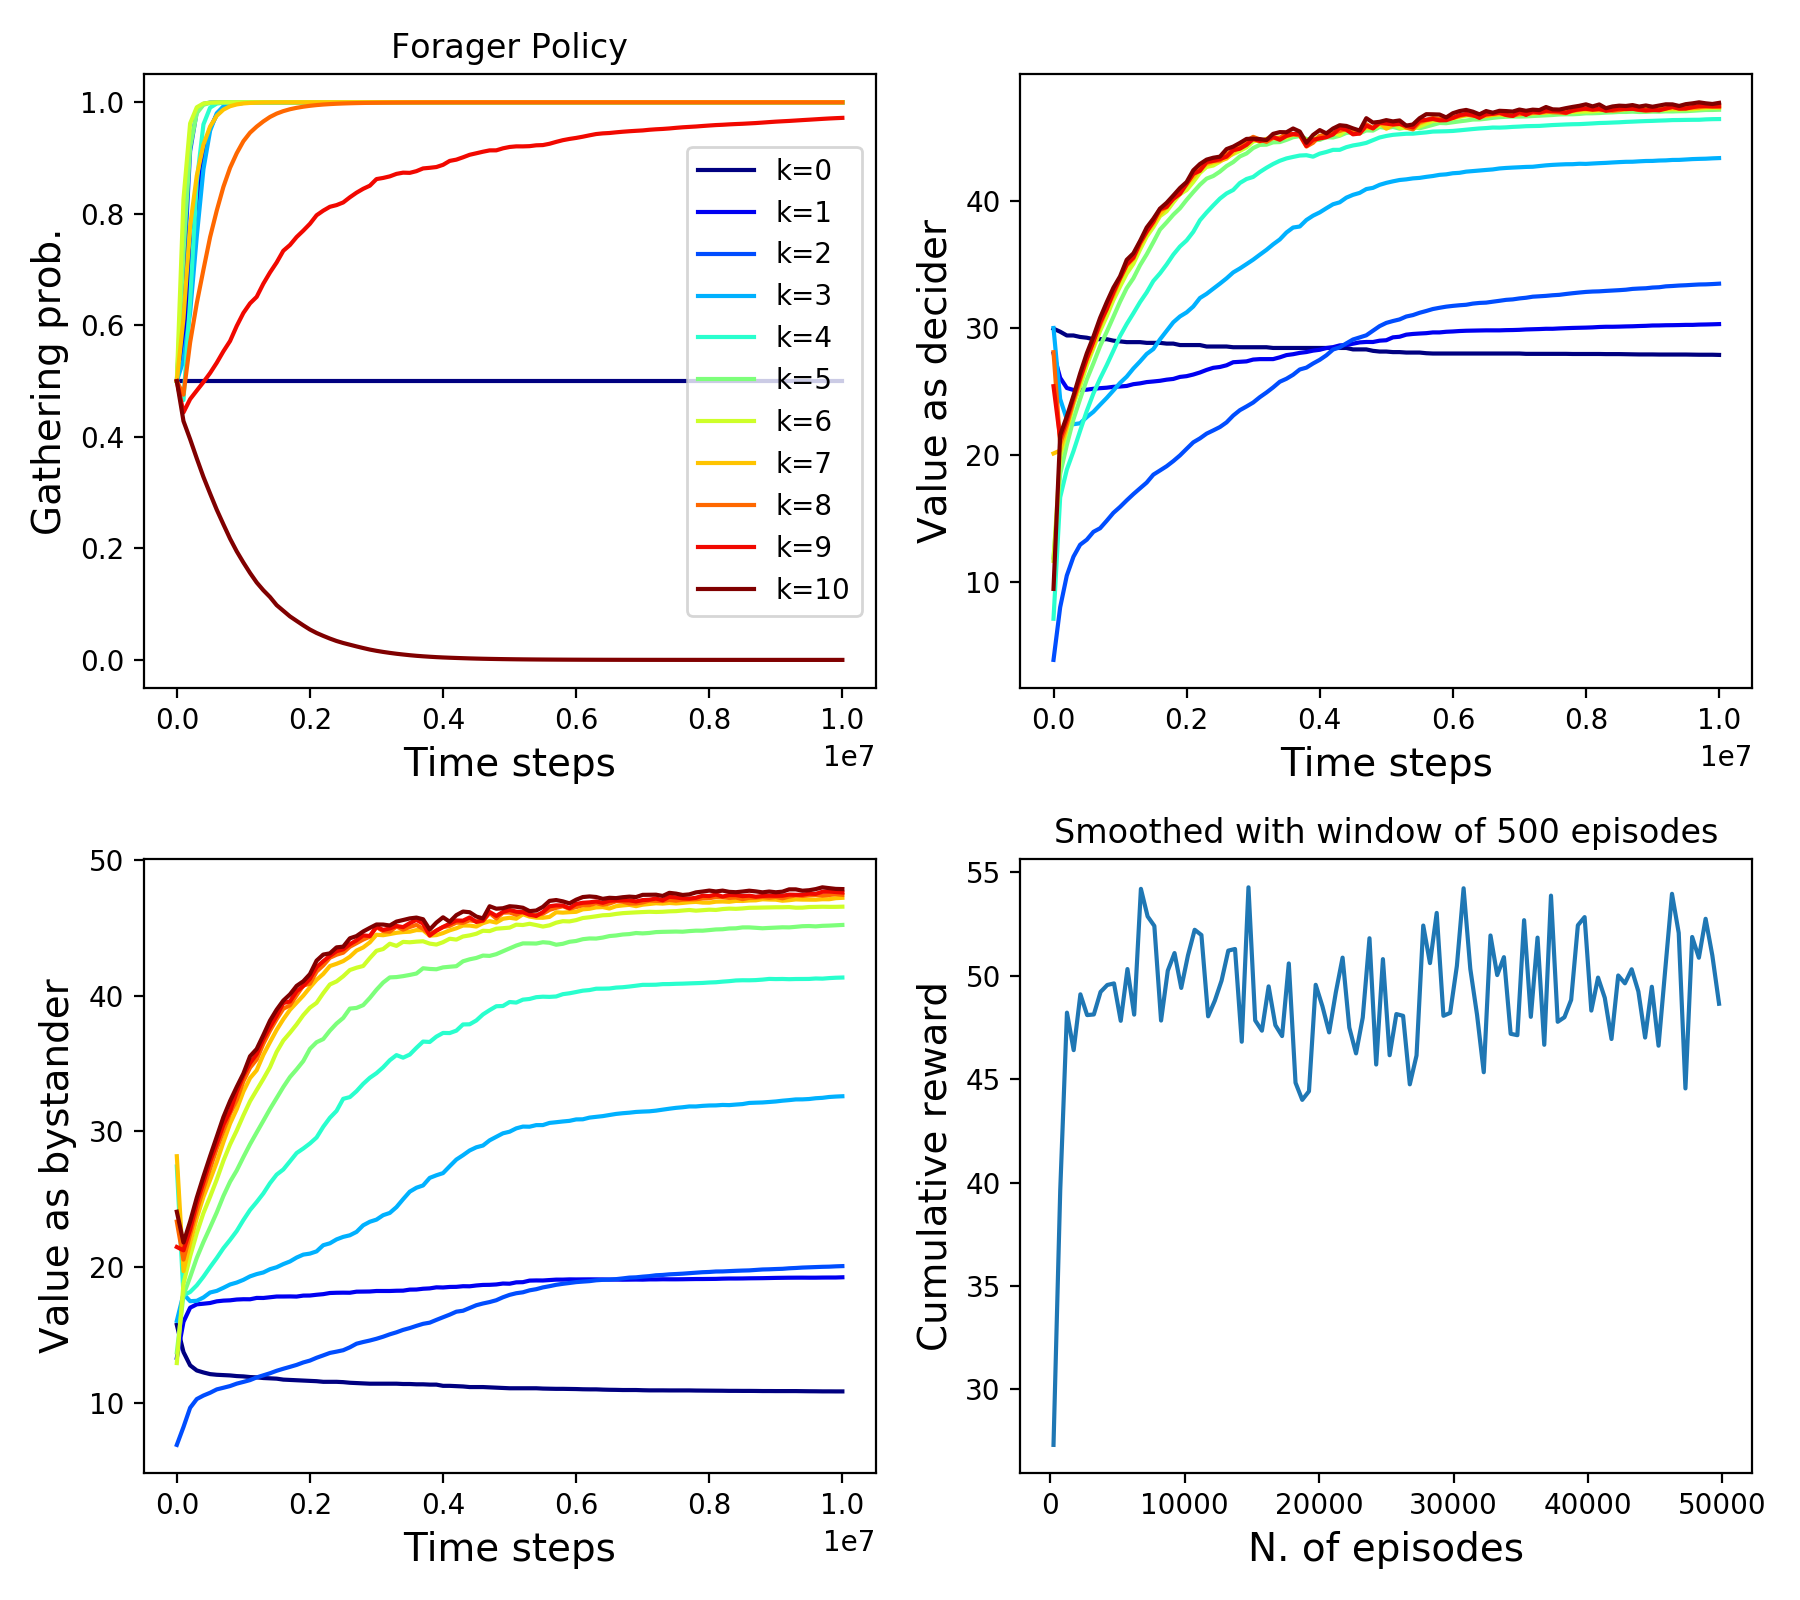 Forager Policy
Gathering prob.
1.0
0.8
0.6
0.4
0.2
0.0
k=0
k=1
k=2
k=3
k=4
k=5
k=6
k=7
k=8
k=9
k=10
0.0 0.2 0.4 0.6 0.8 1.0
1e7
Time steps
Value as decider
40
30
20
10
0.0 0.2 0.4 0.6 0.8 1.0
1e7
Time steps
Value as bystander
50
40
30
20
10
0.0 0.2 0.4 0.6 0.8 1.0
1e7
Time steps
Smoothed with window of 500 episodes
Cumulative reward
55
50
45
40
35
30
0 10000 20000 30000 40000 50000
N. of episodes